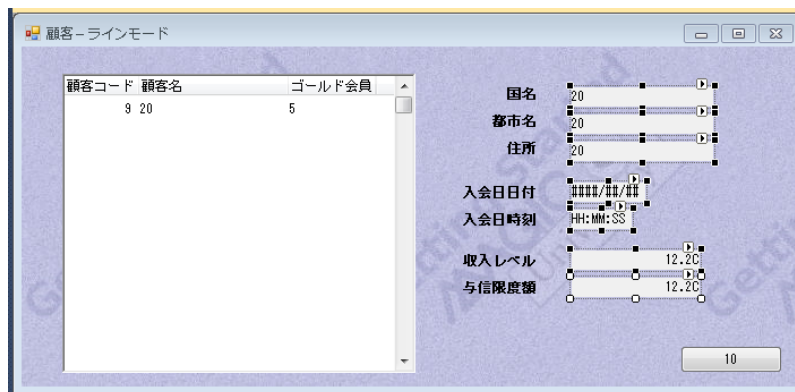 顧客－ラインモード
顧客コード 顧客名 ゴールド会員
9 20 5
国名 20
都市名 20
住所 20
入会日日付 ####/##/##
入会日時刻 HH:MM:SS
収入レベル 12.2C
与信限度額 12.2C
10